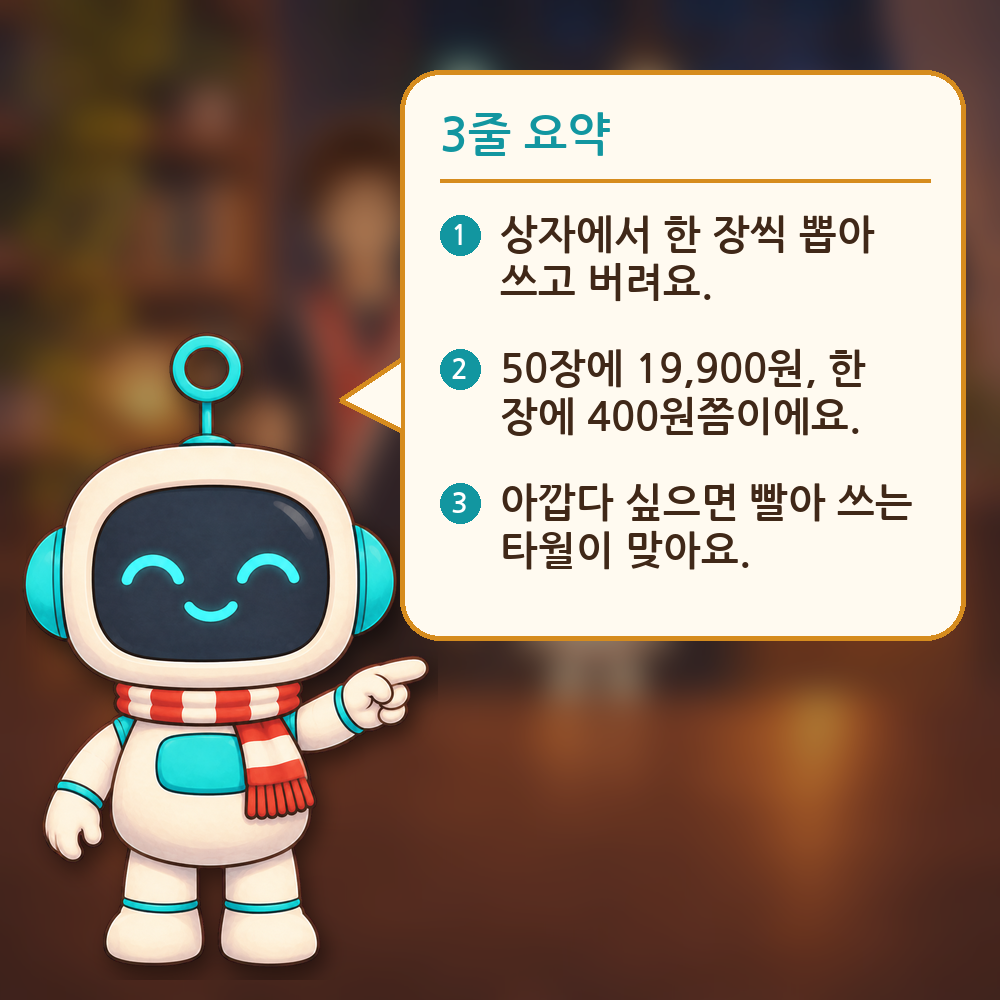 3줄 요약
1 상자에서 한 장씩 뽑아
쓰고 버려요.
2 50장에 19,900원, 한
장에 400원쯤이에요.
3 아깝다 싶으면 빨아 쓰는
타월이 맞아요.